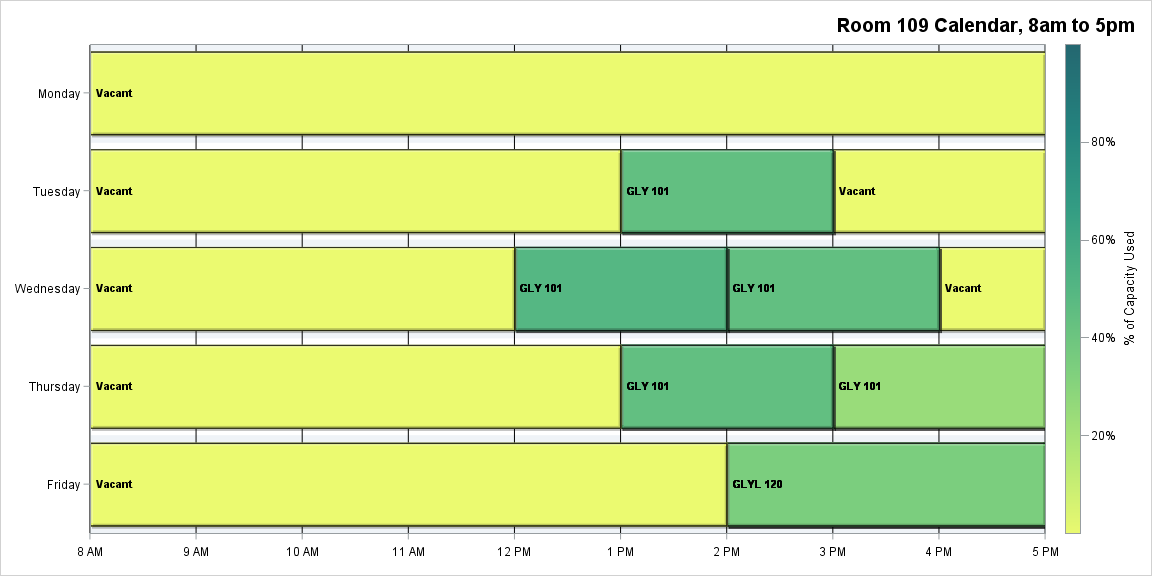 Room 109 Calendar, 8am to 5pm
Monday
Vacant
Tuesday
Vacant
GLY 101
Vacant
Wednesday
Vacant
GLY 101
GLY 101
Vacant
Thursday
Vacant
GLY 101
GLY 101
Friday
Vacant
GLYL 120
8 AM
9 AM
10 AM
11 AM
12 PM
1 PM
2 PM
3 PM
4 PM
5 PM
80%
60%
40%
20%
% of Capacity Used